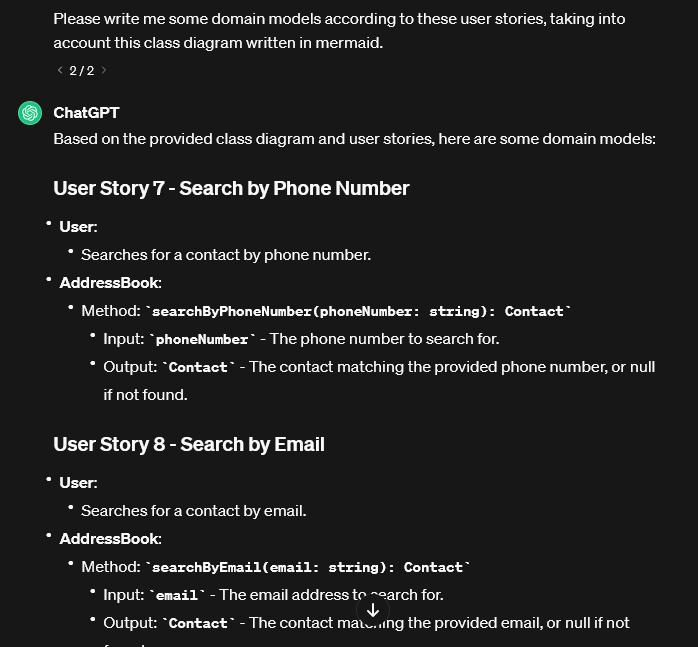 Please write me some domain models according to these user stories, taking into
account this class diagram written in mermaid.
2 / 2
ChatGPT
Based on the provided class diagram and user stories, here are some domain models:
User Story 7 - Search by Phone Number
• User:
• Searches for a contact by phone number.
• AddressBook:
• Method: `searchByPhoneNumber(phoneNumber: string): Contact`
• Input: `phoneNumber` - The phone number to search for.
• Output: `Contact` - The contact matching the provided phone number, or null
if not found.
User Story 8 - Search by Email
• User:
• Searches for a contact by email.
• AddressBook:
• Method: `searchByEmail(email: string): Contact`
• Input: `email` - The email address to search for.
• Output: `Contact` - The contact matching the provided email, or null if not